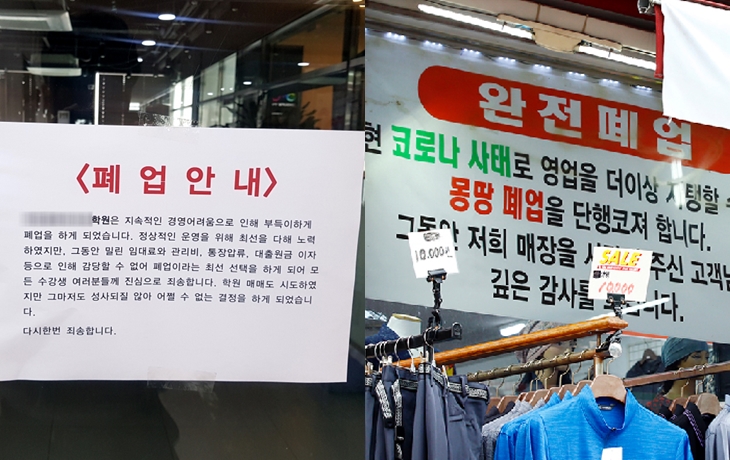 <폐 업 안 내>
학원은 지속적인 경영어려움으로 인해 부득이하게
폐업을 하게 되었습니다. 정상적인 운영을 위해 최선을 다해 노력
하였지만, 그동안 밀린 임대료와 관리비, 통장압류, 대출원금 이자
등으로 인해 감당할 수 없어 폐업이라는 최선 선택을 하게 되어 모
든 수강생 여러분들께 진심으로 죄송합니다. 학원 매매도 시도하였
지만 그마저도 성사되질 않아 어쩔 수 없는 결정을 하게 되었습니
다.
다시한번 죄송합니다.
완전폐업
현 코로나 사태로 영업을 더이상 지탱할
몽땅 폐업을 단행코져 합니다.
그동안 저희 매장을 주신 고객님
깊은 감사를 드립니다.
10,000
SALE
10,000